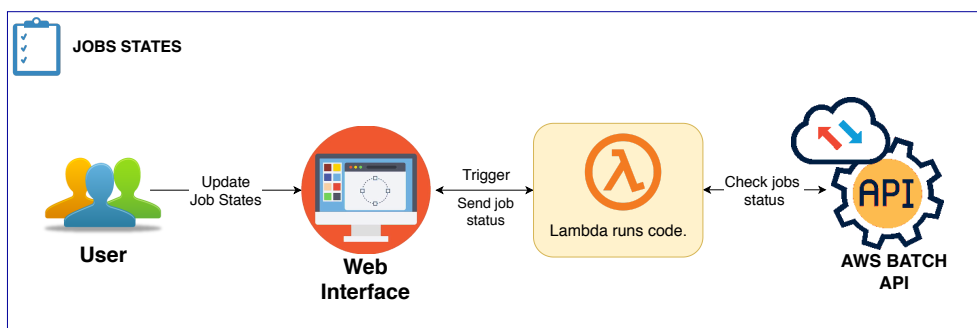 JOBS STATES
Update
Job States
User
Web
Interface
Trigger
Send job
status
λ
Lambda runs code.
Check jobs
status
API
AWS BATCH
API